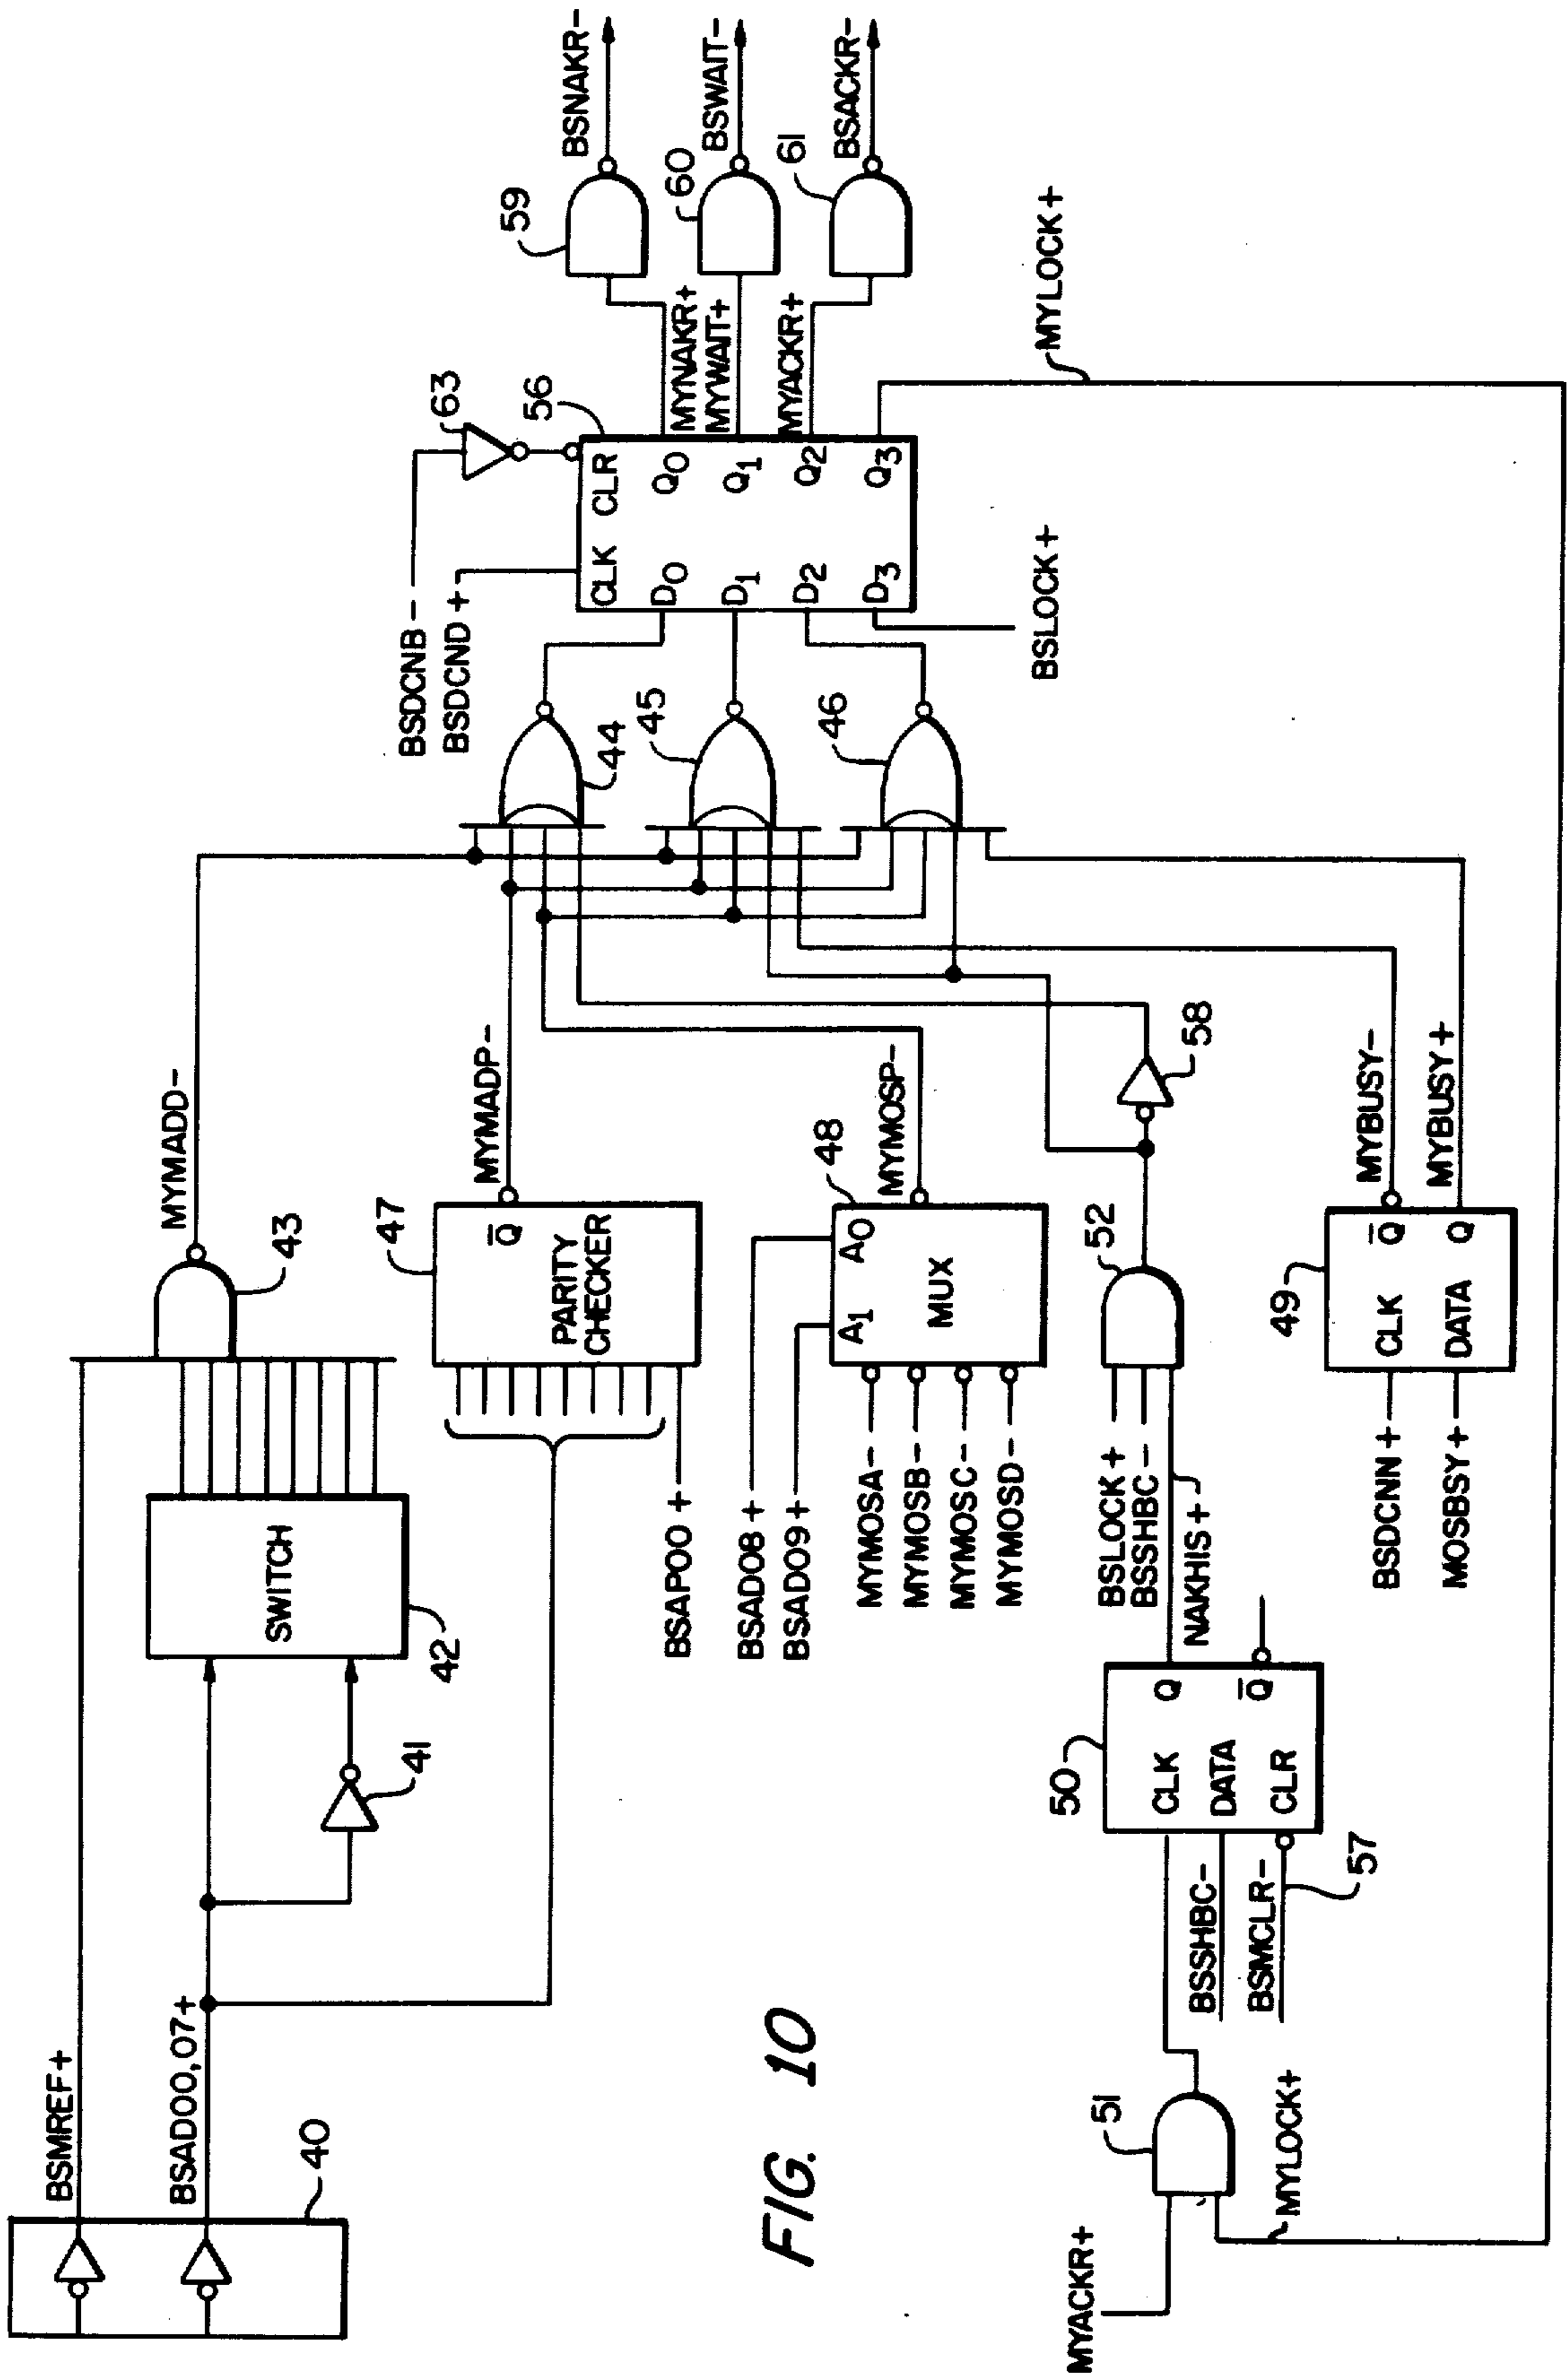 BSMREF+
BSAD00,07+
40
41
SWITCH
42
43
MYMADD-
47
PARITY
CHECKER
Q̅
MYMADP-
BSAP00+
BSAD08+
BSAD09+
MYMOSA-
MYMOSB-
MYMOSC-
MYMOSD-
A1
A0
MUX
48
MYMOSP-
MYACKR+
51
MYLOCK+
BSSHBC-
BSMCLR-
57
50
CLK
DATA
CLR
Q
Q̅
NAKHIS+
BSLOCK+
BSSHBC-
52
58
BSDCNN+
MOSBSY+
49
CLK
DATA
Q̅
Q
MYBUSY-
MYBUSY+
44
45
46
BSDCNB-
BSDCND+
63
56
CLK
CLR
D0
Q0
D1
Q1
D2
Q2
D3
Q3
BSLOCK+
MYNAKR+
MYWAIT+
MYACKR+
MYLOCK+
59
60
61
BSNAKR-
BSWAIT-
BSACKR-
FIG. 10